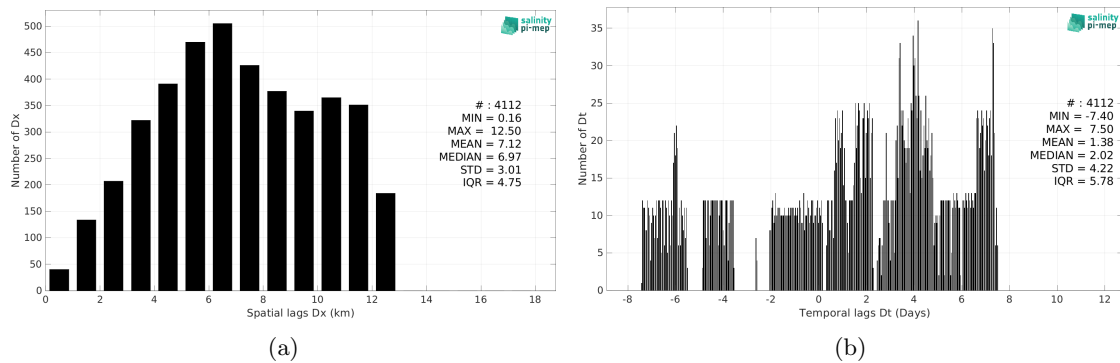 salinity
pi-mep
500
450
400
350
300
250
200
150
100
50
0
Number of Dx
# : 4112
MIN = 0.16
MAX = 12.50
MEAN = 7.12
MEDIAN = 6.97
STD = 3.01
IQR = 4.75
0 2 4 6 8 10 12 14 16 18
Spatial lags Dx (km)
(a)
salinity
pi-mep
35
30
25
20
15
10
5
0
Number of Dt
# : 4112
MIN = -7.40
MAX = 7.50
MEAN = 1.38
MEDIAN = 2.02
STD = 4.22
IQR = 5.78
-8 -6 -4 -2 0 2 4 6 8 10 12
Temporal lags Dt (Days)
(b)